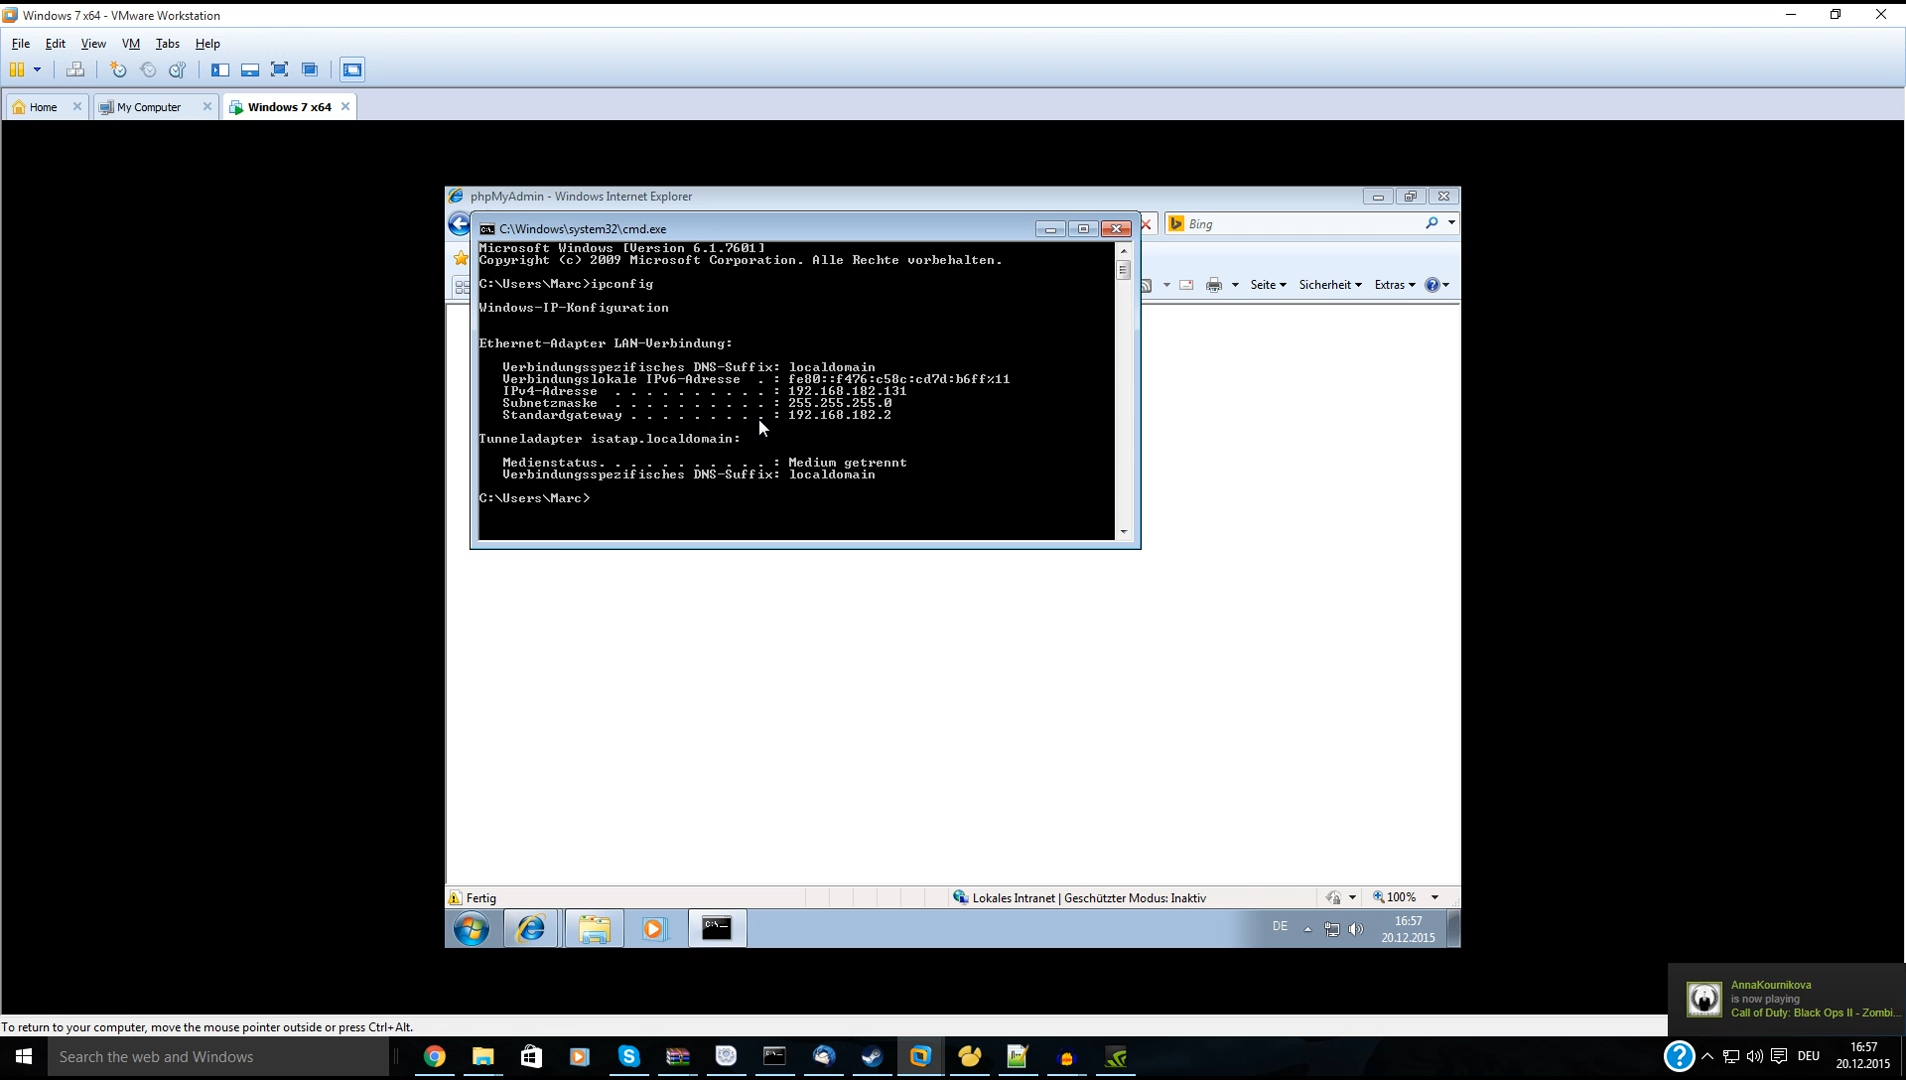 Windows 7 x64 - VMware Workstation
File Edit View VM Tabs Help
Home My Computer Windows 7 x64
phpMyAdmin - Windows Internet Explorer
C:\Windows\system32\cmd.exe
Bing
Microsoft Windows [Version 6.1.7601]
Copyright (c) 2009 Microsoft Corporation. Alle Rechte vorbehalten.
C:\Users\Marc>ipconfig
Seite Sicherheit Extras
Windows-IP-Konfiguration
Ethernet-Adapter LAN-Verbindung:
Verbindungsspezifisches DNS-Suffix: localdomain
Verbindungslokale IPv6-Adresse . : fe80::f476:c58c:cd7d:b6ff%11
IPv4-Adresse . . . . . . . . . . : 192.168.182.131
Subnetzmaske . . . . . . . . . . : 255.255.255.0
Standardgateway . . . . . . . . . : 192.168.182.2
Tunneladapter isatap.localdomain:
Medienstatus. . . . . . . . . . . : Medium getrennt
Verbindungsspezifisches DNS-Suffix: localdomain
C:\Users\Marc>
Fertig
Lokales Intranet | Geschützter Modus: Inaktiv
100%
DE
16:57
20.12.2015
AnnaKournikova
is now playing
Call of Duty: Black Ops II - Zombi...
To return to your computer, move the mouse pointer outside or press Ctrl+Alt.
Search the web and Windows
DEU
16:57
20.12.2015